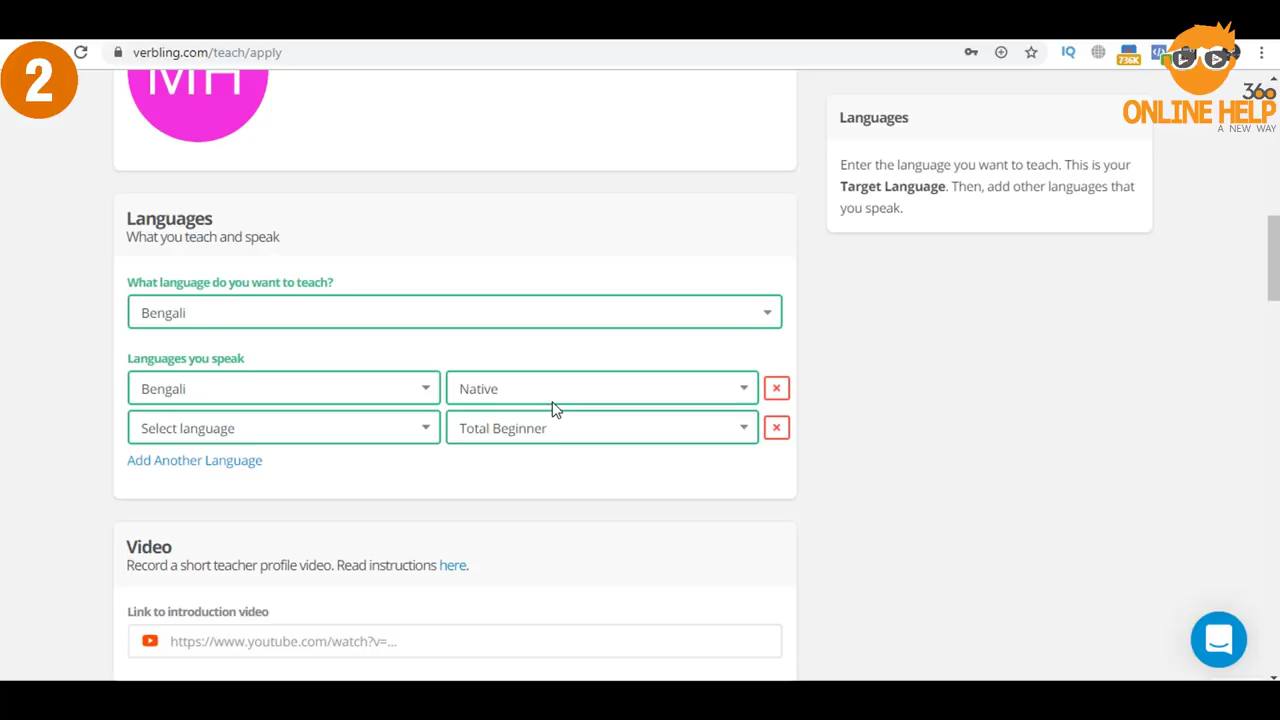 2
verbling.com/teach/apply
IQ
736K
360
ONLINE HELP
A NEW WAY
MH
Languages
Enter the language you want to teach. This is your
Target Language. Then, add other languages that
you speak.
Languages
What you teach and speak
What language do you want to teach?
Bengali
Languages you speak
Bengali Native
Select language Total Beginner
Add Another Language
Video
Record a short teacher profile video. Read instructions here.
Link to introduction video
https://www.youtube.com/watch?v=...